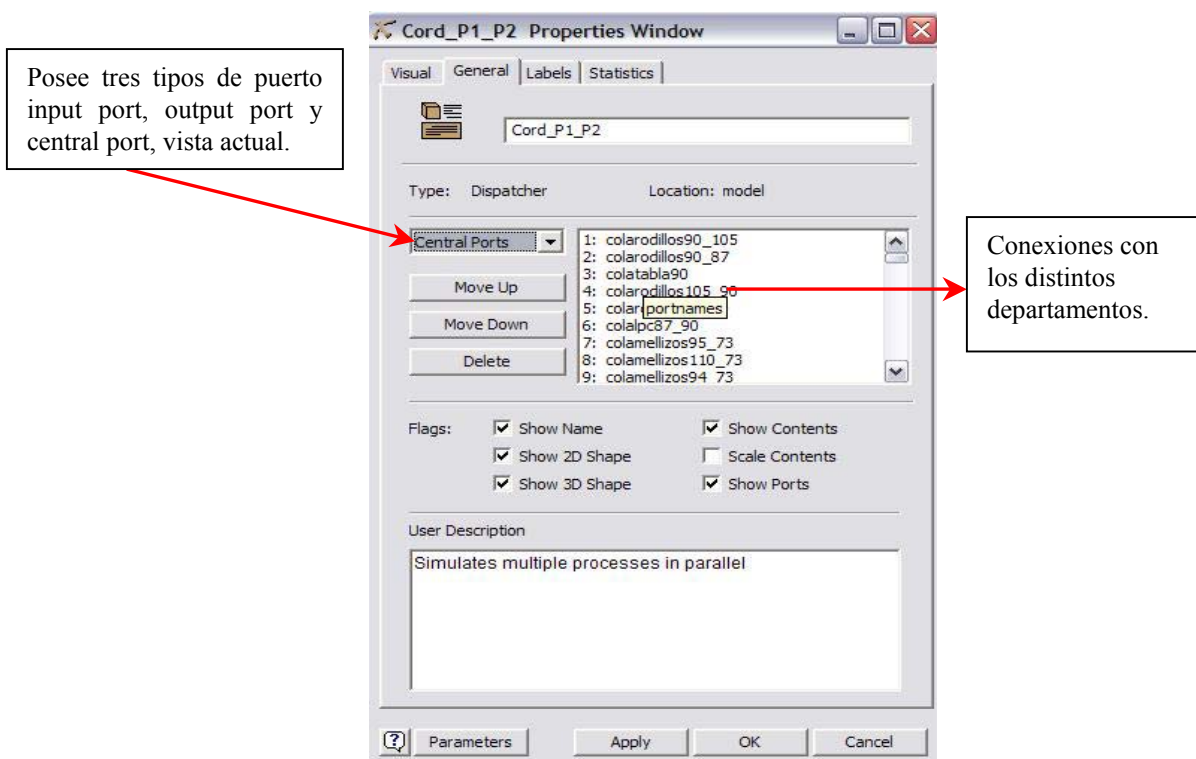 Cord_P1_P2 Properties Window
Visual General Labels Statistics
Posee tres tipos de puerto
input port, output port y
central port, vista actual.
Cord_P1_P2
Type: Dispatcher Location: model
Central Ports
Move Up
Move Down
Delete
1: colarodillos90_105
2: colarodillos90_87
3: colatabla90
4: colarodillos105_90
5:
portnames
6: colalpc87_90
7: colamellizos95_73
8: colamellizos110_73
9: colamellizos94_73
Conexiones con
los distintos
departamentos.
Flags: Show Name Show Contents
Show 2D Shape Scale Contents
Show 3D Shape Show Ports
User Description
Simulates multiple processes in parallel
? Parameters Apply OK Cancel